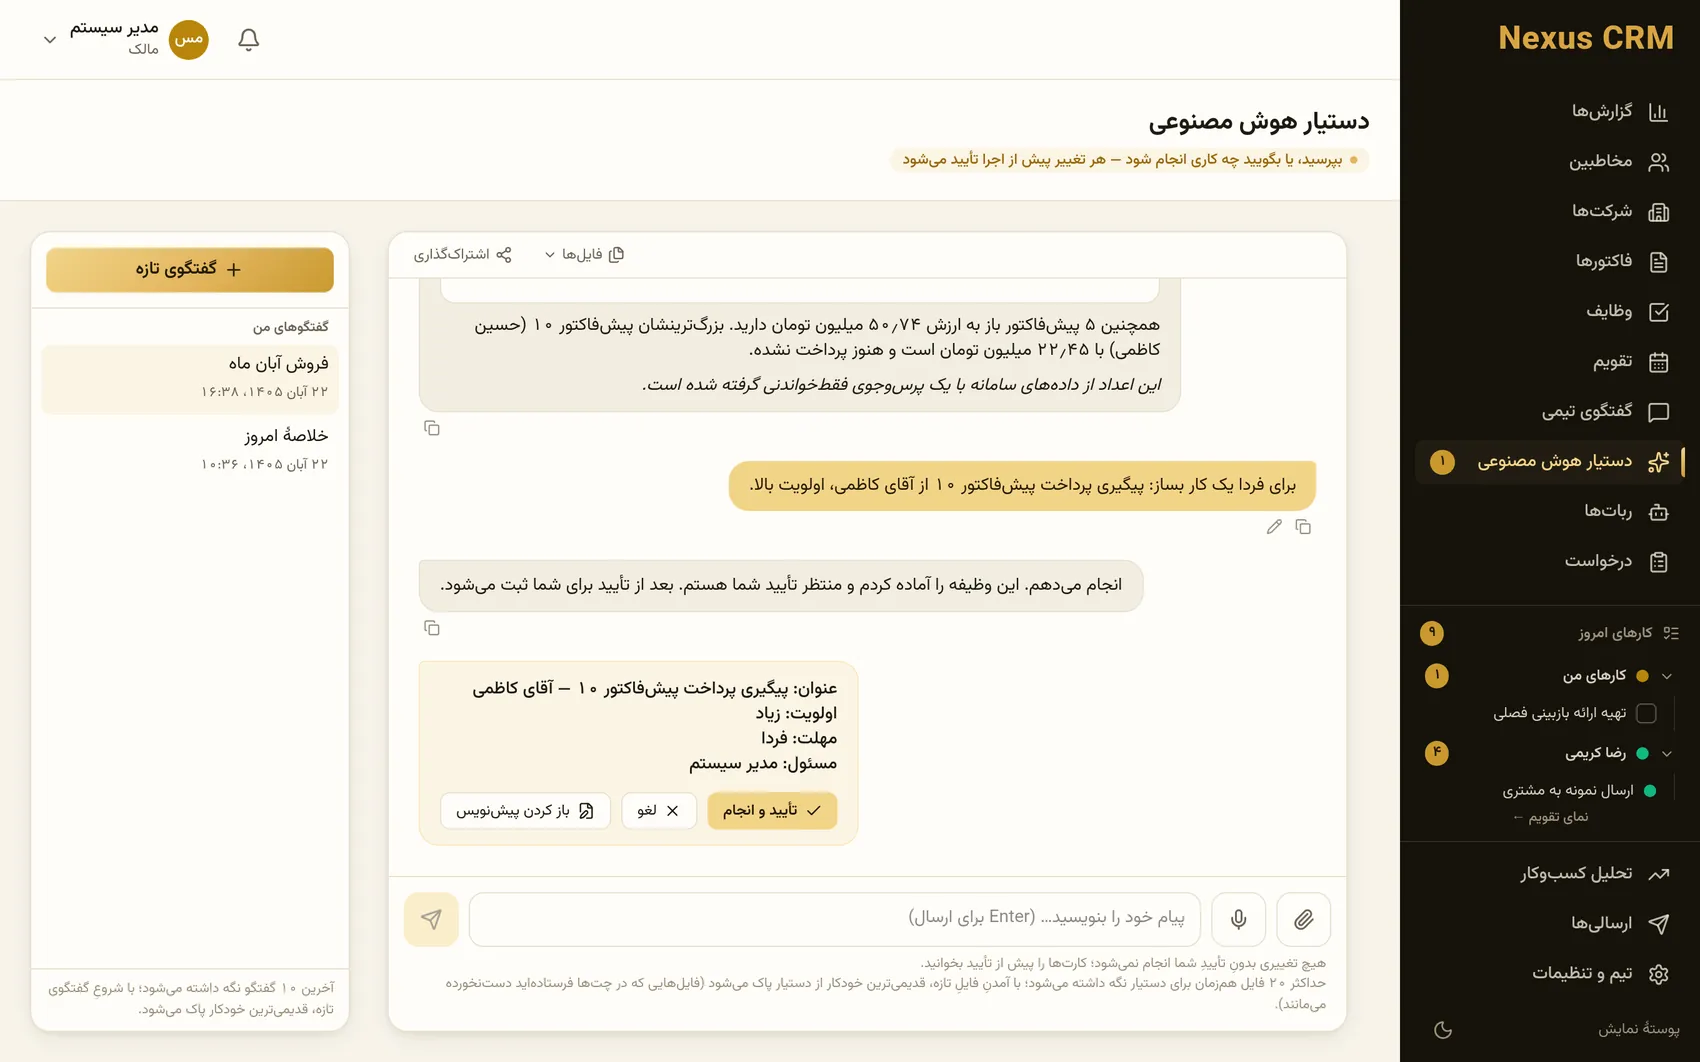 Nexus CRM
گزارش‌ها
مخاطبین
شرکت‌ها
فاکتورها
وظایف
تقویم
گفتگوی تیمی
دستیار هوش مصنوعی ۱
ربات‌ها
درخواست
کارهای امروز ۹
کارهای من ۱
تهیه ارائه بازبینی فصلی
رضا کریمی ۴
ارسال نمونه به مشتری
نمای تقویم ←
تحلیل کسب‌وکار
ارسالی‌ها
تیم و تنظیمات
پوستهٔ نمایش
مس
مدیر سیستم
مالک
دستیار هوش مصنوعی
بپرسید، یا بگویید چه کاری انجام شود – هر تغییر پیش از اجرا تأیید می‌شود
فایل‌ها
اشتراک‌گذاری
همچنین ۵ پیش‌فاکتور باز به ارزش ۵۰٫۷۴ میلیون تومان دارید. بزرگ‌ترینشان پیش‌فاکتور ۱۰ (حسین
کاظمی) با ۲۲٫۴۵ میلیون تومان است و هنوز پرداخت نشده.
این اعداد از داده‌های سامانه با یک پرس‌وجوی فقط‌خواندنی گرفته شده است.
برای فردا یک کار بساز: پیگیری پرداخت پیش‌فاکتور ۱۰ از آقای کاظمی، اولویت بالا.
انجام می‌دهم. این وظیفه را آماده کردم و منتظر تأیید شما هستم. بعد از تأیید برای شما ثبت می‌شود.
عنوان: پیگیری پرداخت پیش‌فاکتور ۱۰ – آقای کاظمی
اولویت: زیاد
مهلت: فردا
مسئول: مدیر سیستم
تأیید و انجام
لغو
باز کردن پیش‌نویس
پیام خود را بنویسید... (Enter برای ارسال)
هیچ تغییری بدونِ تأییدِ شما انجام نمی‌شود؛ کارت‌ها را پیش از تأیید بخوانید.
حداکثر ۲۰ فایل هم‌زمان برای دستیار نگه داشته می‌شود؛ با آمدنِ فایلِ تازه، قدیمی‌ترین خودکار از دستیار پاک می‌شود (فایل‌هایی که در چت‌ها فرستاده‌اید دست‌نخورده
می‌مانند).
گفتگوی تازه
گفتگوهای من
فروش آبان ماه
۲۲ آبان ۱۴۰۵، ۱۶:۳۸
خلاصهٔ امروز
۲۲ آبان ۱۴۰۵، ۱۰:۳۶
آخرین ۱۰ گفتگو نگه داشته می‌شود؛ با شروعِ گفتگوی
تازه، قدیمی‌ترین خودکار پاک می‌شود.